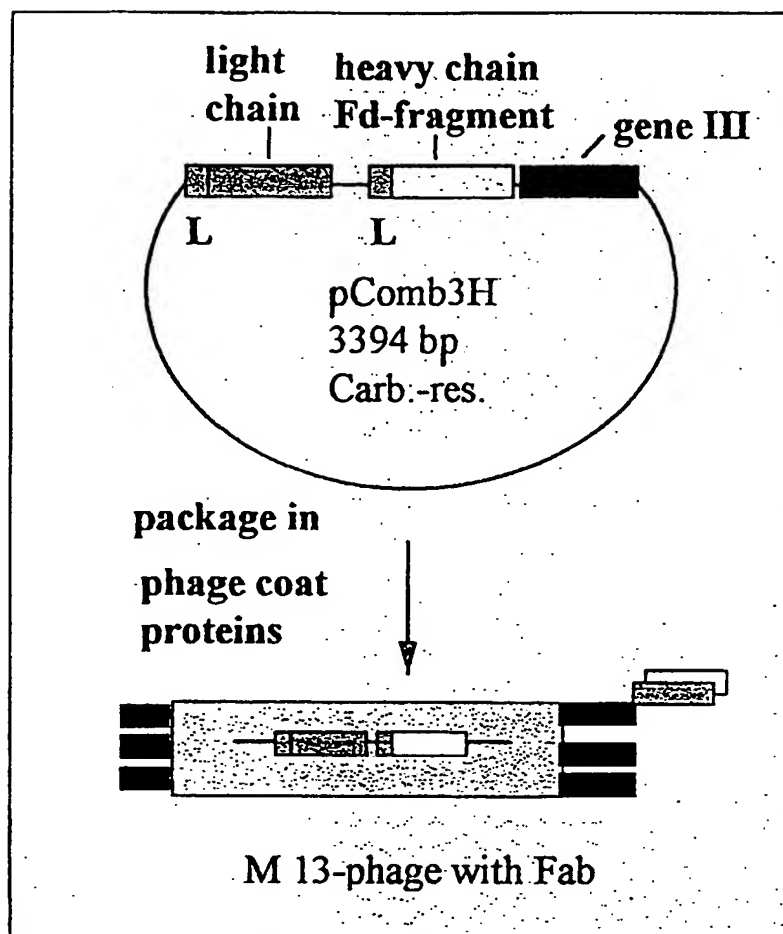 light
chain
heavy chain
Fd-fragment
gene III
L
L
pComb3H
3394 bp
Carb.-res.
package in
phage coat
proteins
M 13-phage with Fab